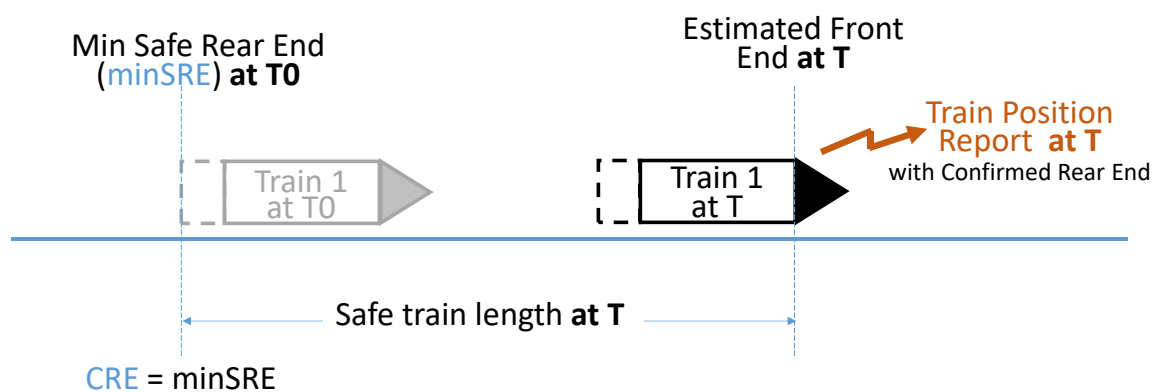 Min Safe Rear End
(minSRE) at T0
Estimated Front
End at T
Train Position
Report at T
with Confirmed Rear End
Train 1
at T0
Train 1
at T
Safe train length at T
CRE = minSRE